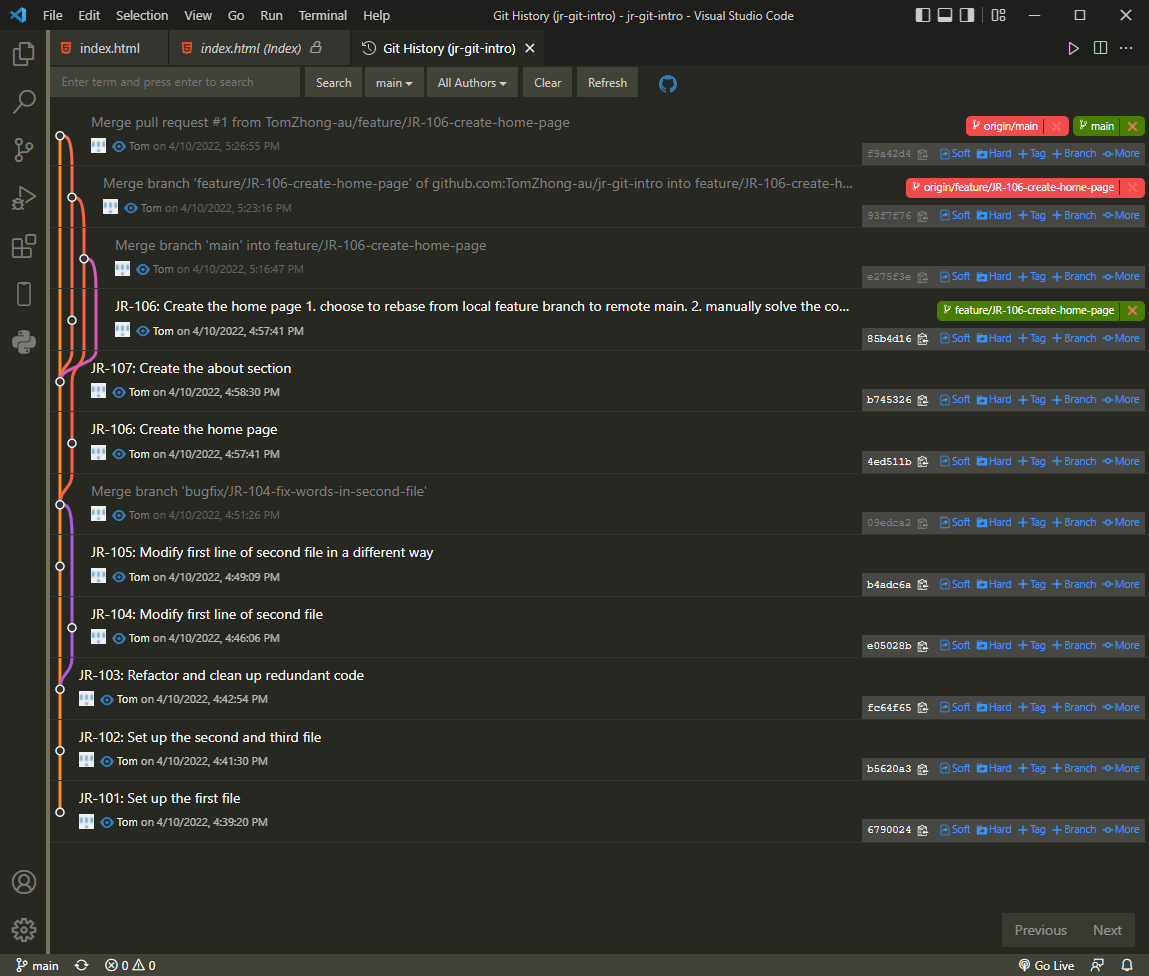 File Edit Selection View Go Run Terminal Help Git History (jr-git-intro) - jr-git-intro - Visual Studio Code
index.html index.html (Index) Git History (jr-git-intro)
Enter term and press enter to search Search main All Authors Clear Refresh
Merge pull request #1 from TomZhong-au/feature/JR-106-create-home-page origin/main main
Tom on 4/10/2022, 5:26:55 PM f9a42d4 Soft Hard +Tag +Branch More
Merge branch 'feature/JR-106-create-home-page' of github.com:TomZhong-au/jr-git-intro into feature/JR-106-create-h... origin/feature/JR-106-create-home-page
Tom on 4/10/2022, 5:23:16 PM 93f7f76 Soft Hard +Tag +Branch More
Merge branch 'main' into feature/JR-106-create-home-page
Tom on 4/10/2022, 5:16:47 PM e275f3e Soft Hard +Tag +Branch More
JR-106: Create the home page 1. choose to rebase from local feature branch to remote main. 2. manually solve the co... feature/JR-106-create-home-page
Tom on 4/10/2022, 4:57:41 PM 85b4d16 Soft Hard +Tag +Branch More
JR-107: Create the about section
Tom on 4/10/2022, 4:58:30 PM b745326 Soft Hard +Tag +Branch More
JR-106: Create the home page
Tom on 4/10/2022, 4:57:41 PM 4ed511b Soft Hard +Tag +Branch More
Merge branch 'bugfix/JR-104-fix-words-in-second-file'
Tom on 4/10/2022, 4:51:26 PM 09edca2 Soft Hard +Tag +Branch More
JR-105: Modify first line of second file in a different way
Tom on 4/10/2022, 4:49:09 PM b4adc6a Soft Hard +Tag +Branch More
JR-104: Modify first line of second file
Tom on 4/10/2022, 4:46:06 PM e05028b Soft Hard +Tag +Branch More
JR-103: Refactor and clean up redundant code
Tom on 4/10/2022, 4:42:54 PM fc64f65 Soft Hard +Tag +Branch More
JR-102: Set up the second and third file
Tom on 4/10/2022, 4:41:30 PM b5620a3 Soft Hard +Tag +Branch More
JR-101: Set up the first file
Tom on 4/10/2022, 4:39:20 PM 6790024 Soft Hard +Tag +Branch More
Previous Next
main 0 0 Go Live